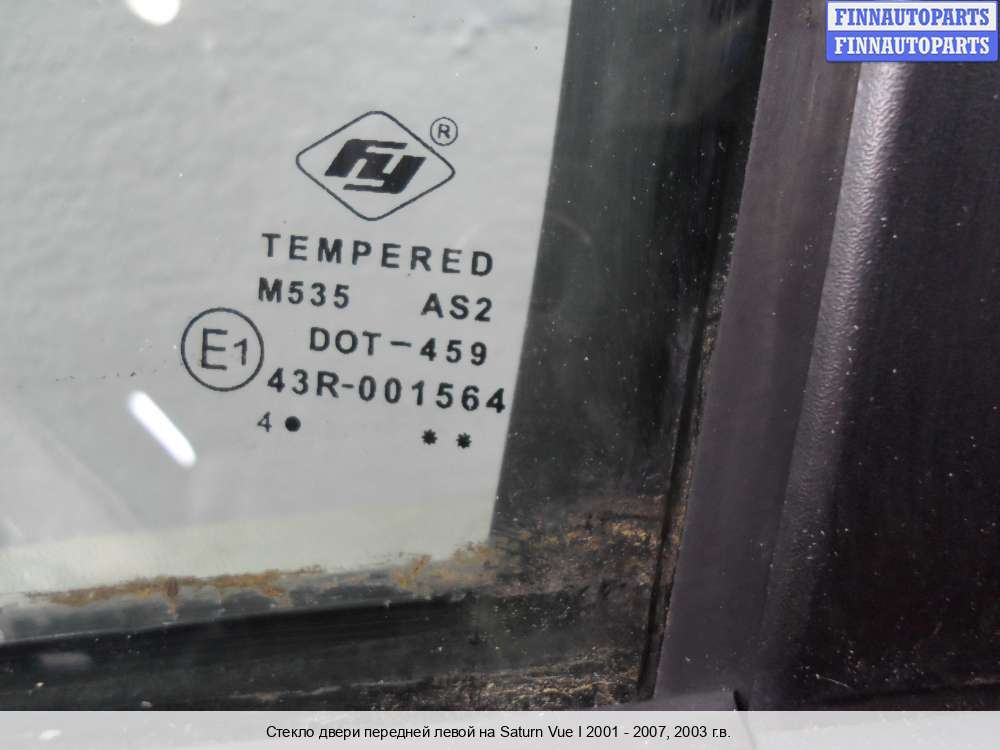 FINNAUTOPARTS
FINNAUTOPARTS
FY ®
TEMPERED
M535 AS2
DOT-459
E1
43R-001564
4 ● * *
Стекло двери передней левой на Saturn Vue I 2001 - 2007, 2003 г.в.